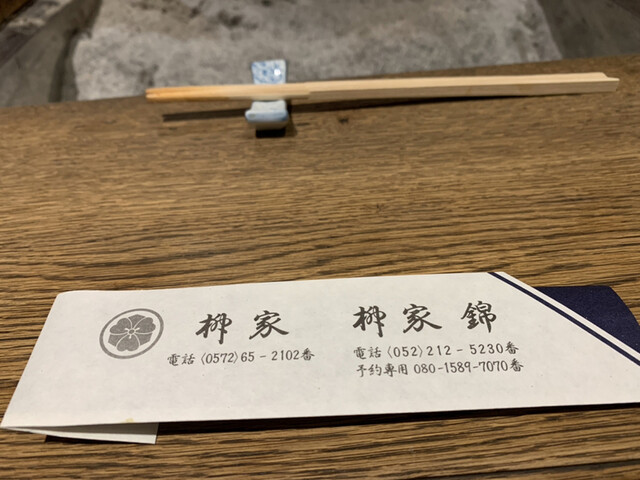 柳家
電話〈0572〉65-2102番
柳家錦
電話〈052〉212-5230番
予約専用 080-1589-7070番